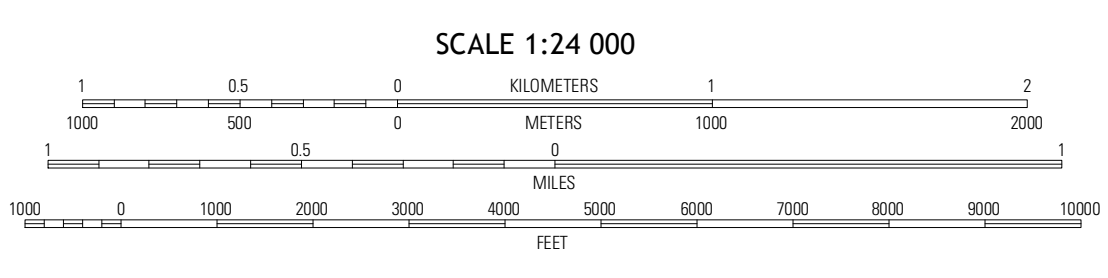 SCALE 1:24 000
1 0.5 0 KILOMETERS 1 2
1000 500 0 METERS 1000 2000
1 0.5 0 1
MILES
1000 0 1000 2000 3000 4000 5000 6000 7000 8000 9000 10000
FEET